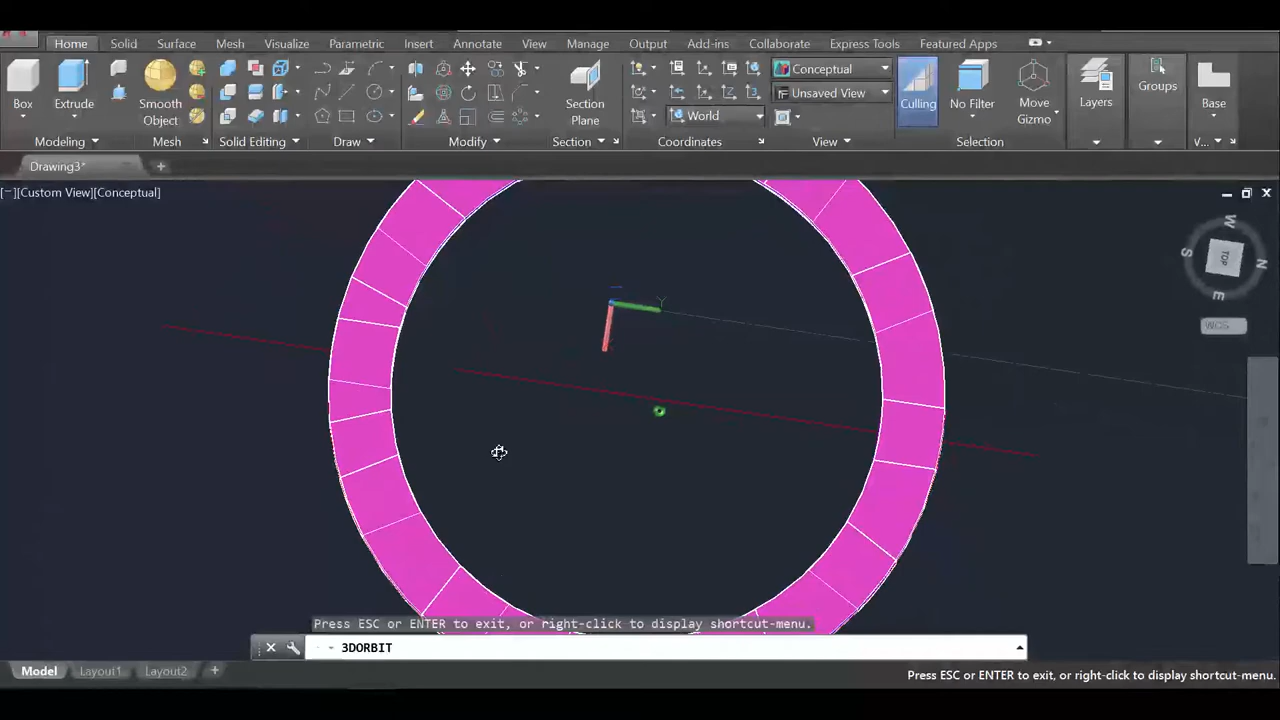 Home Solid Surface Mesh Visualize Parametric Insert Annotate View Manage Output Add-ins Collaborate Express Tools Featured Apps
Conceptual
Unsaved View
World
Box Extrude Smooth Object Section Plane Culling No Filter Move Gizmo Layers Groups Base
Modeling Mesh Solid Editing Draw Modify Section Coordinates View Selection V...
Drawing3*
[−][Custom View][Conceptual]
W
S TOP N
E
WCS
Y
Press ESC or ENTER to exit, or right-click to display shortcut-menu.
3DORBIT
Model Layout1 Layout2
Press ESC or ENTER to exit, or right-click to display shortcut-menu.